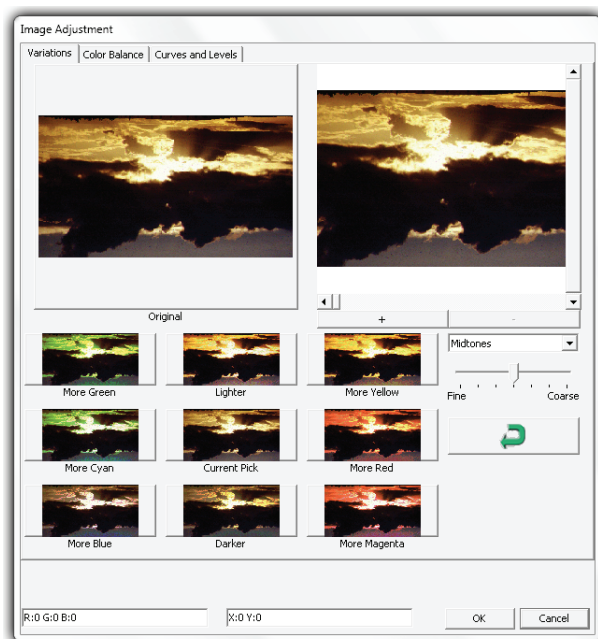 Image Adjustment
Variations Color Balance Curves and Levels
Original
+ -
Midtones
Fine Coarse
More Green Lighter More Yellow
More Cyan Current Pick More Red
More Blue Darker More Magenta
R:0 G:0 B:0 X:0 Y:0 OK Cancel